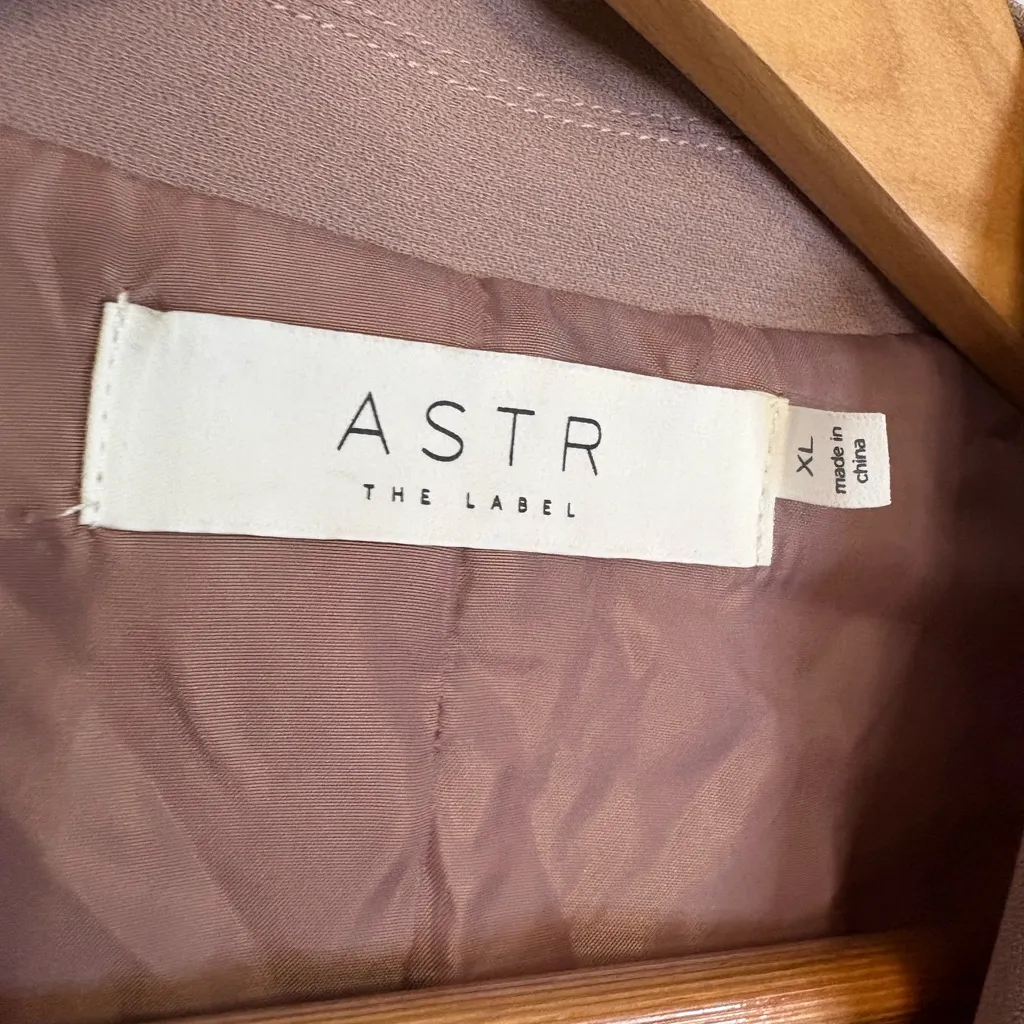 ASTR
THE LABEL
XL
made in
china